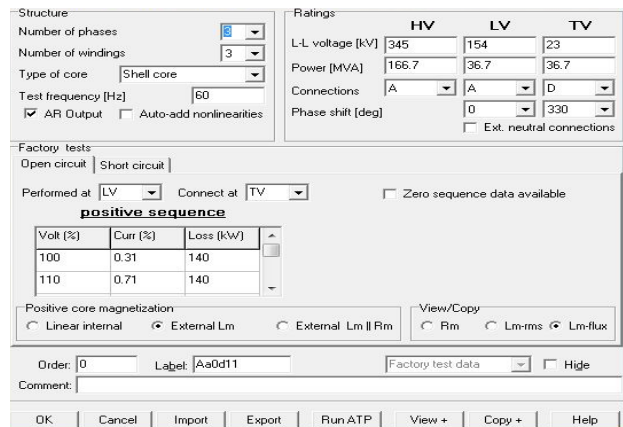 Structure
Number of phases 3
Number of windings 3
Type of core Shell core
Test frequency [Hz] 60
AR Output Auto-add nonlinearities
Ratings
HV LV TV
L-L voltage [kV] 345 154 23
Power [MVA] 166.7 36.7 36.7
Connections A A D
Phase shift [deg] 0 330
Ext. neutral connections
Factory tests
Open circuit Short circuit
Performed at LV Connect at TV Zero sequence data available
positive sequence
Volt (%) Curr (%) Loss (kW)
100 0.31 140
110 0.71 140
Positive core magnetization
Linear internal External Lm External Lm || Rm
View/Copy
Rm Lm-rms Lm-flux
Order: 0 Label: Aa0d11 Factory test data Hide
Comment:
OK Cancel Import Export Run ATP View + Copy + Help